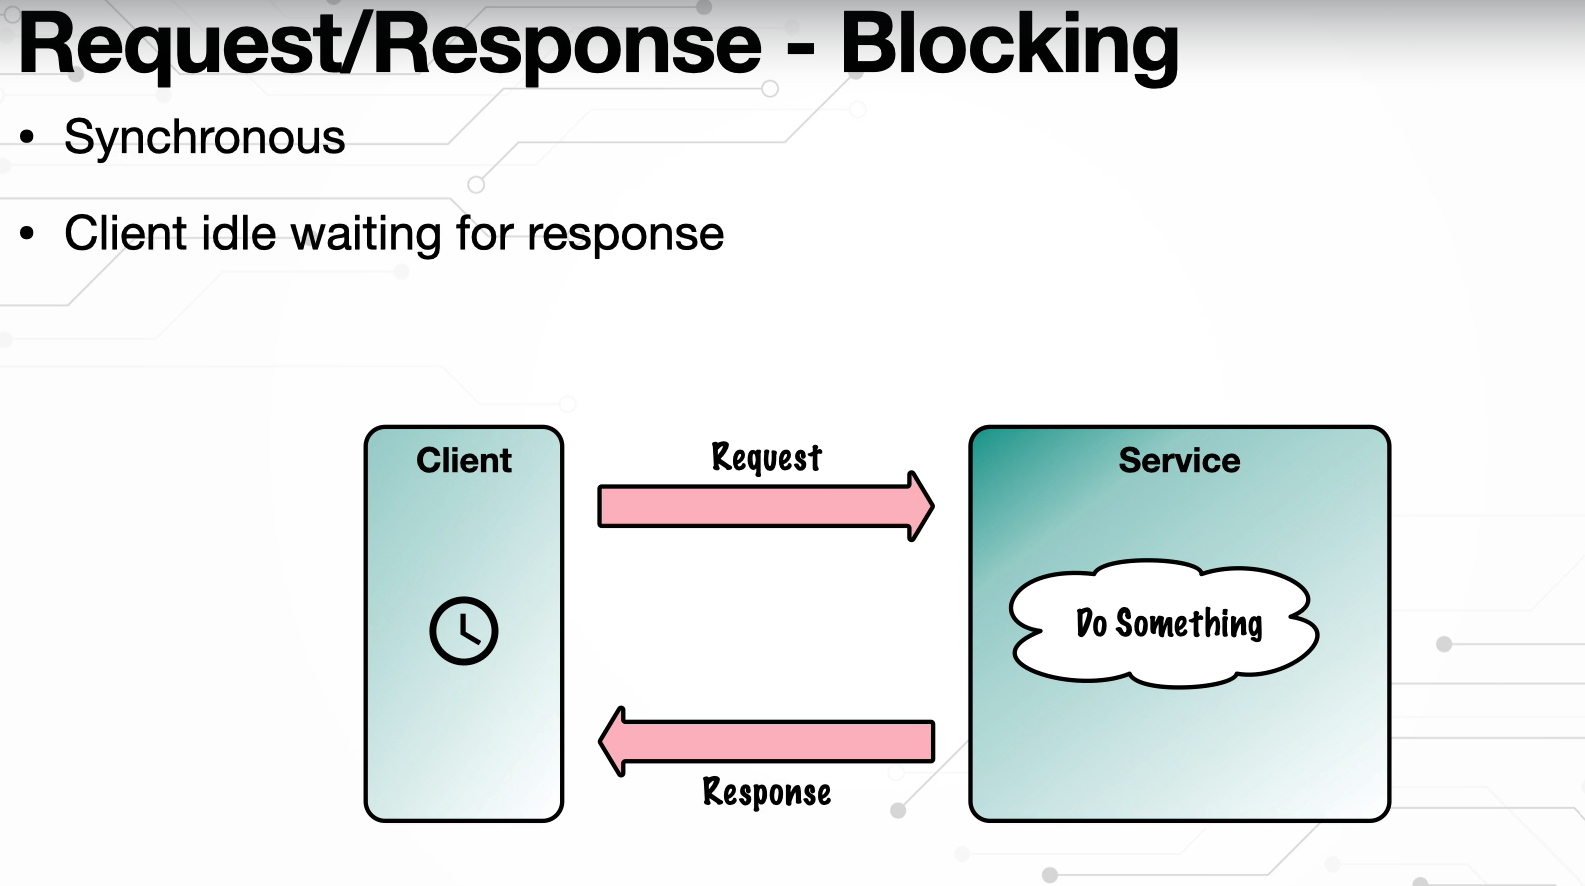 Request/Response - Blocking
• Synchronous
• Client idle waiting for response
Client
Request
Service
Do Something
Response